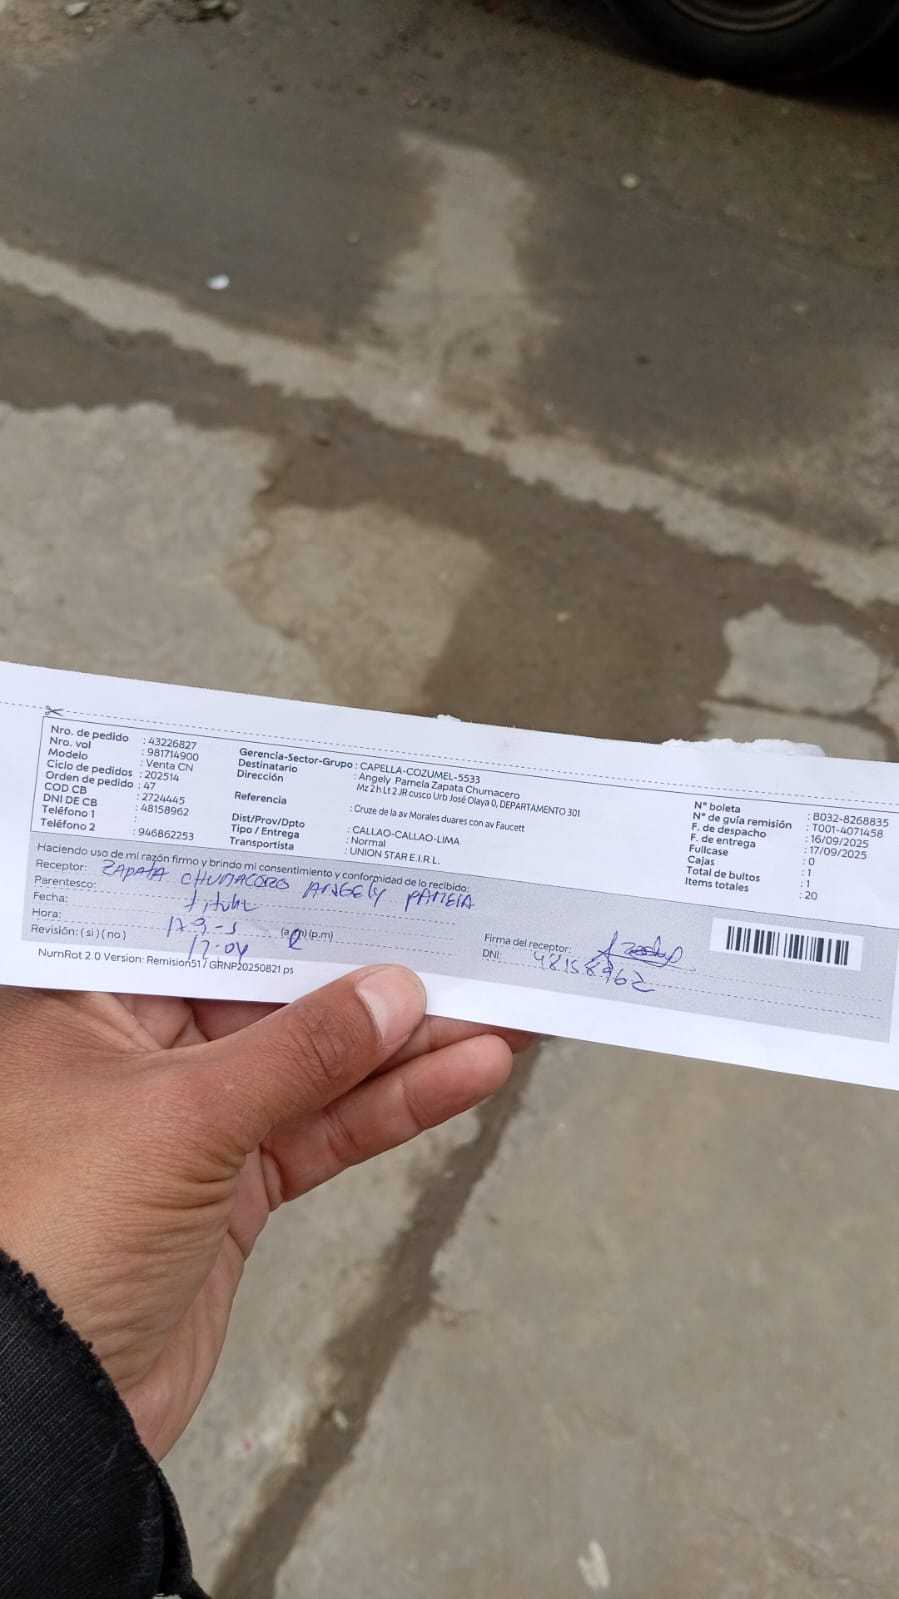 Nro. de pedido : 43226827
Nro. vol : 981714900
Modelo : Venta CN
Ciclo de pedidos : 202514
Orden de pedido : 47
COD CB : 2724445
DNI DE CB : 48158962
Teléfono 1 :
Teléfono 2 : 946862253
Gerencia-Sector-Grupo : CAPELLA-COZUMEL-5533
Destinatario : Angely Pamela Zapata Chumacero
Dirección : Mz 2 h Lt 2 JR cusco Urb José Olaya 0, DEPARTAMENTO 301
Referencia : Cruze de la av Morales duares con av Faucett
Dist/Prov/Dpto : CALLAO-CALLAO-LIMA
Tipo / Entrega : Normal
Transportista : UNION STAR E.I.R.L.
N° boleta : B032-8268835
N° de guía remisión : T001-4071458
F. de despacho : 16/09/2025
F. de entrega : 17/09/2025
Fullcase : 0
Cajas : 1
Total de bultos : 1
Items totales : 20
Haciendo uso de mi razón firmo y brindo mi consentimiento y conformidad de lo recibido:
Receptor: ZAPATA CHUMACERO ANGELY PAMELA
Parentesco: titular
Fecha:
Hora: (a.m) (p.m)
Revisión: ( si ) ( no )
Firma del receptor:
DNI: 48158962
NumRot 2.0 Version: Remision51 / GRNP20250821.ps